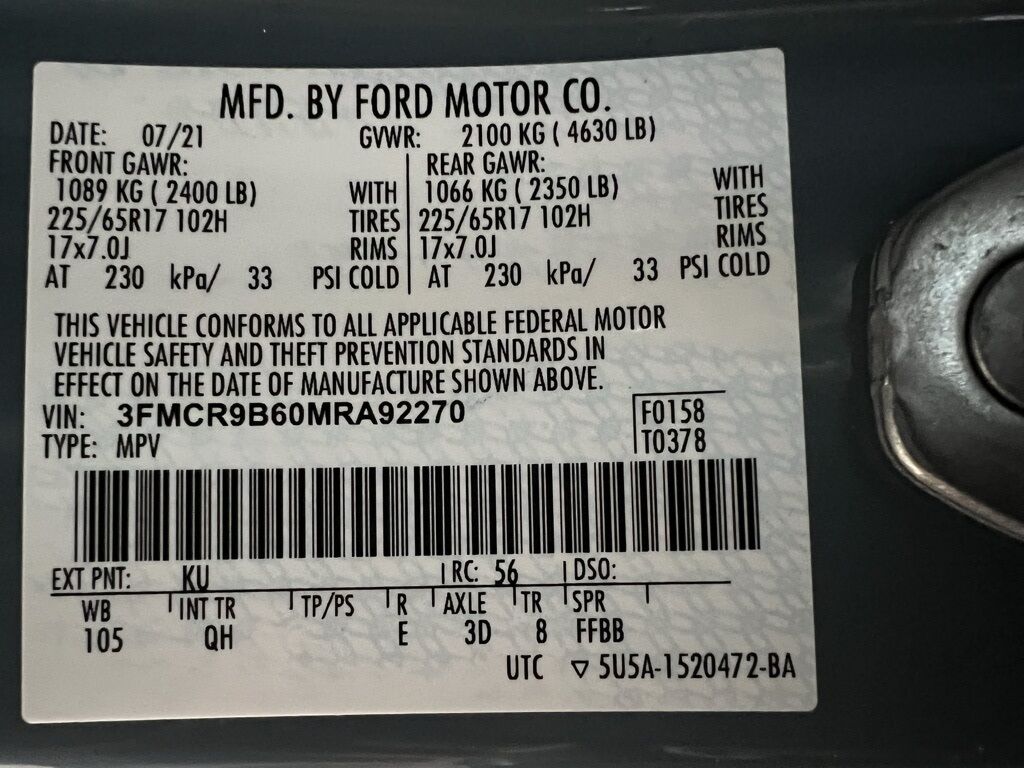 MFD. BY FORD MOTOR CO.
DATE: 07/21 GVWR: 2100 KG ( 4630 LB)
FRONT GAWR: REAR GAWR:
1089 KG ( 2400 LB) WITH 1066 KG ( 2350 LB) WITH
225/65R17 102H TIRES 225/65R17 102H TIRES
17x7.0J RIMS 17x7.0J RIMS
AT 230 kPa/ 33 PSI COLD AT 230 kPa/ 33 PSI COLD
THIS VEHICLE CONFORMS TO ALL APPLICABLE FEDERAL MOTOR
VEHICLE SAFETY AND THEFT PREVENTION STANDARDS IN
EFFECT ON THE DATE OF MANUFACTURE SHOWN ABOVE.
VIN: 3FMCR9B60MRA92270 F0158
TYPE: MPV T0378
EXT PNT: KU RC: 56 DSO:
WB INT TR TP/PS R AXLE TR SPR
105 QH E 3D 8 FFBB
UTC ▽ 5U5A-1520472-BA